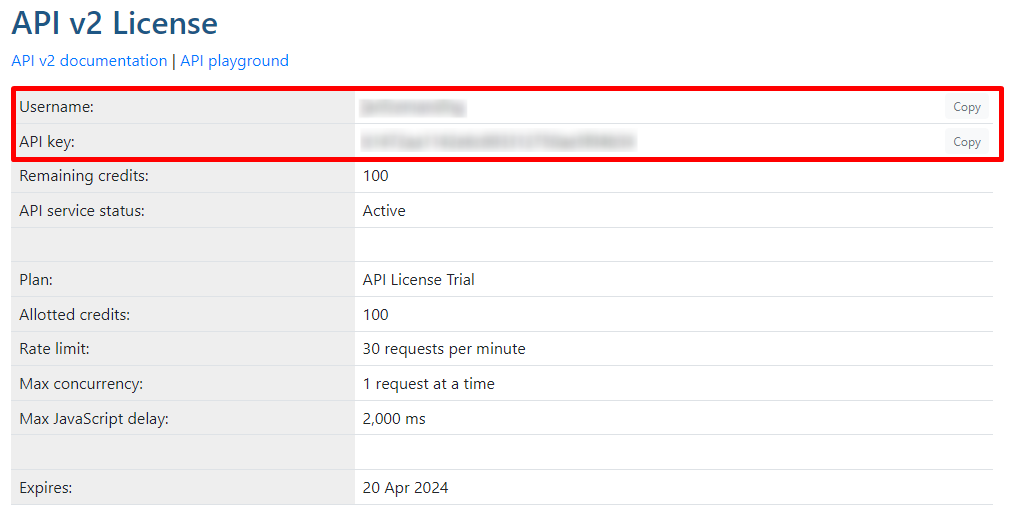 API v2 License
API v2 documentation | API playground
Username: Copy
API key: Copy
Remaining credits: 100
API service status: Active
Plan: API License Trial
Allotted credits: 100
Rate limit: 30 requests per minute
Max concurrency: 1 request at a time
Max JavaScript delay: 2,000 ms
Expires: 20 Apr 2024